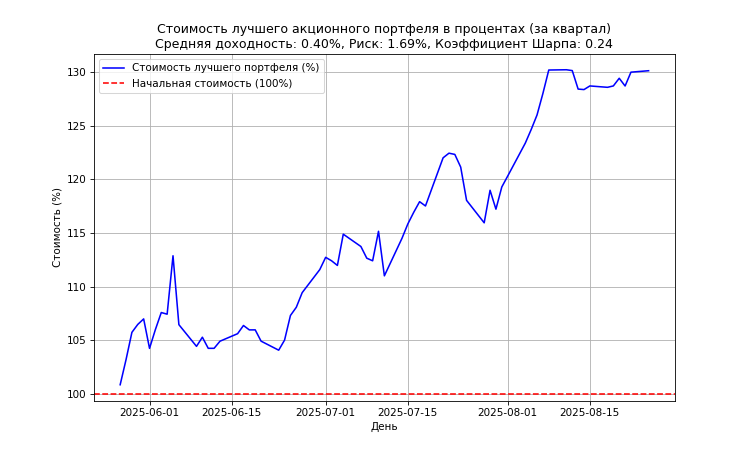 Стоимость лучшего акционного портфеля в процентах (за квартал)
Средняя доходность: 0.40%, Риск: 1.69%, Коэффициент Шарпа: 0.24
Стоимость лучшего портфеля (%)
Начальная стоимость (100%)
Стоимость (%)
130
125
120
115
110
105
100
2025-06-01 2025-06-15 2025-07-01 2025-07-15 2025-08-01 2025-08-15
День